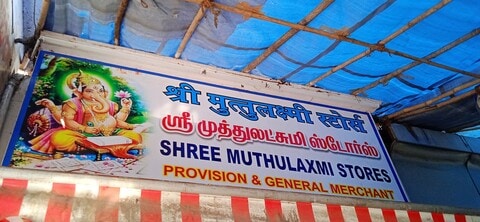 श्री मुत्तुलक्ष्मी स्टोर्स
ஸ்ரீ முத்துலட்சுமி ஸ்டோர்ஸ்
SHREE MUTHULAXMI STORES
PROVISION & GENERAL MERCHANT